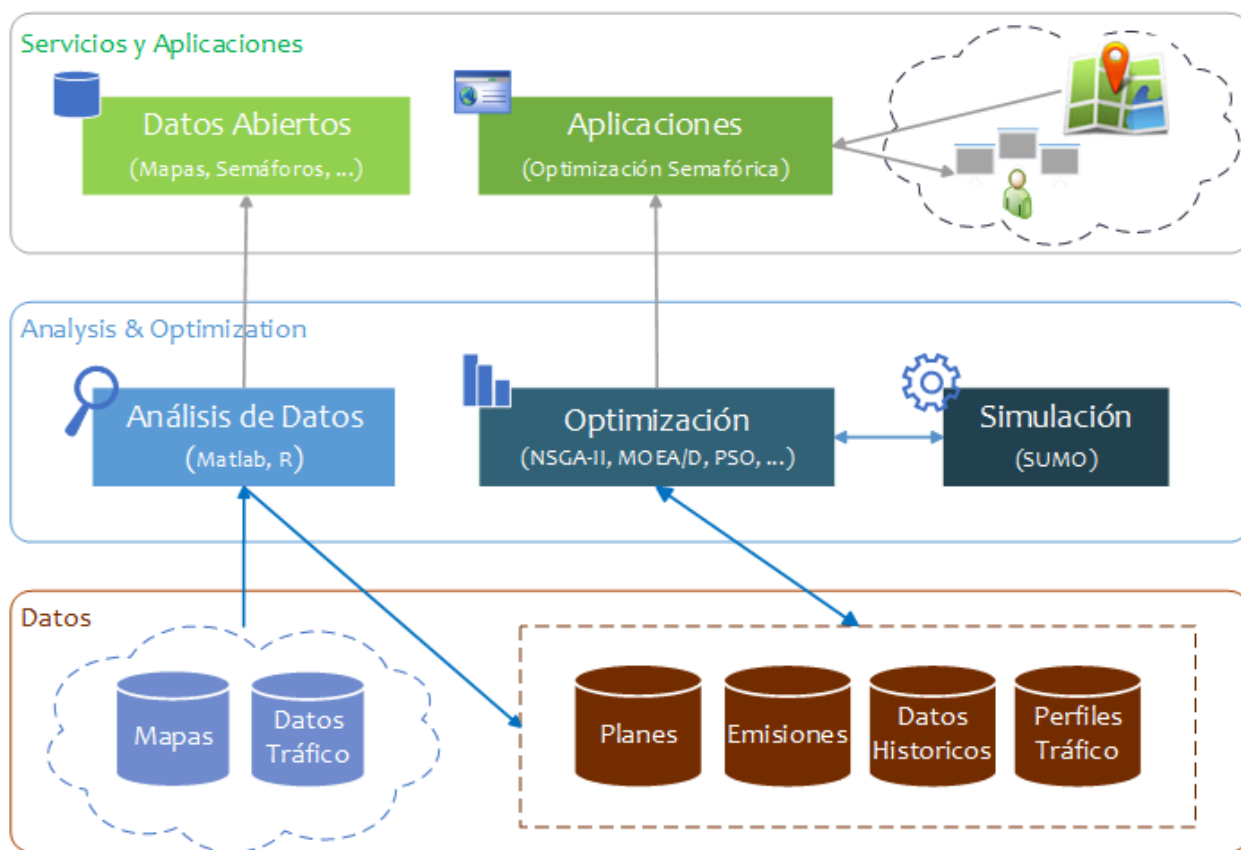 Servicios y Aplicaciones
Datos Abiertos
(Mapas, Semáforos, ...)
Aplicaciones
(Optimización Semafórica)
Analysis & Optimization
Análisis de Datos
(Matlab, R)
Optimización
(NSGA-II, MOEA/D, PSO, ...)
Simulación
(SUMO)
Datos
Mapas
Datos
Tráfico
Planes
Emisiones
Datos
Historicos
Perfiles
Tráfico